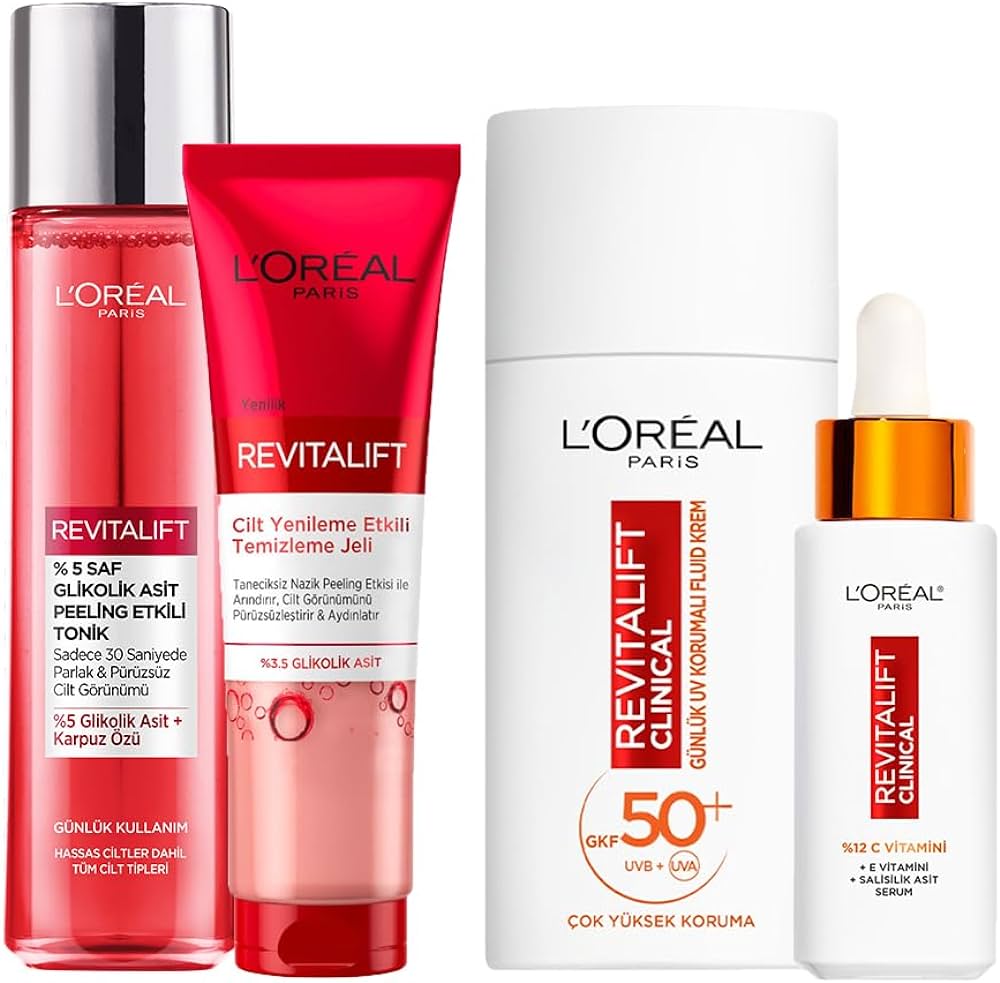 L'ORÉAL
PARIS
REVITALIFT
% 5 SAF
GLİKOLİK ASİT
PEELİNG ETKİLİ
TONİK
Sadece 30 Saniyede
Parlak & Pürüzsüz
Cilt Görünümü
%5 Glikolik Asit +
Karpuz Özü
GÜNLÜK KULLANIM
HASSAS CİLTLER DAHİL
TÜM CİLT TİPLERİ
L'ORÉAL
PARIS
Yenilik
REVITALIFT
Cilt Yenileme Etkili
Temizleme Jeli
Taneciksiz Nazik Peeling Etkisi ile
Arındırır, Cilt Görünümünü
Pürüzsüzleştirir & Aydınlatır
%3.5 GLİKOLİK ASİT
L'ORÉAL
PARIS
REVITALIFT
CLINICAL
GÜNLÜK UV KORUMALI FLUID KREM
GKF 50+
UVB + UVA
ÇOK YÜKSEK KORUMA
L'ORÉAL®
PARIS
REVITALIFT
CLINICAL
%12 C VİTAMİNİ
+ E VİTAMİNİ
+ SALİSİLİK ASİT
SERUM